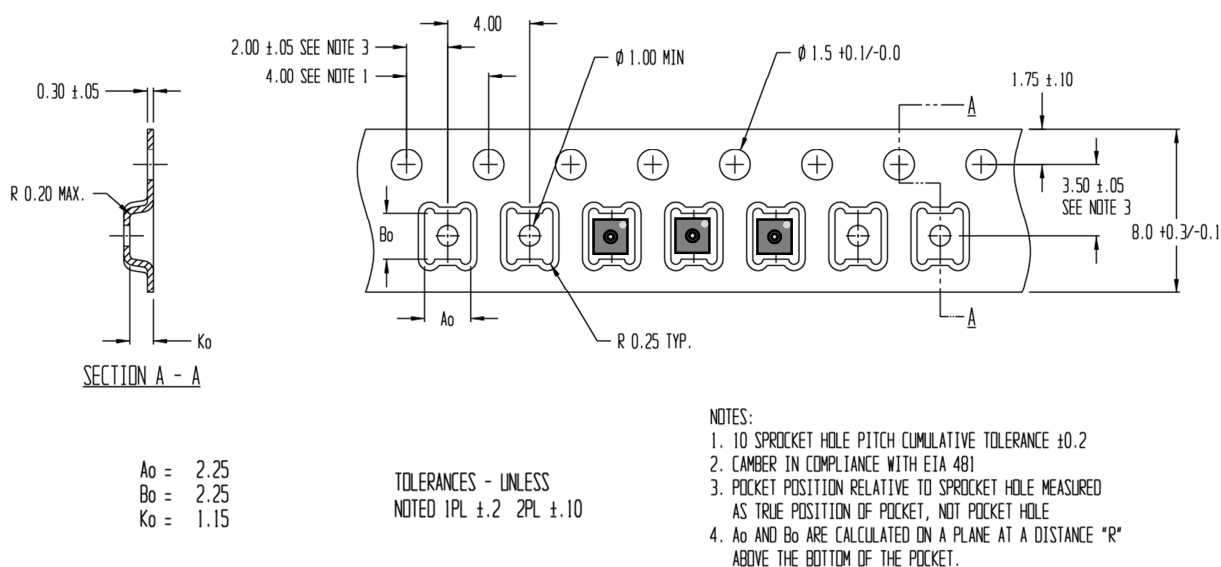 4.00
2.00 ±.05 SEE NOTE 3
4.00 SEE NOTE 1
Ø 1.00 MIN
Ø 1.5 +0.1/-0.0
1.75 ±.10
0.30 ±.05
A
R 0.20 MAX.
3.50 ±.05
SEE NOTE 3
8.0 +0.3/-0.1
Bo
Ao
A
R 0.25 TYP.
Ko
SECTION A - A
Ao = 2.25
Bo = 2.25
Ko = 1.15
TOLERANCES - UNLESS
NOTED 1PL ±.2 2PL ±.10
NOTES:
1. 10 SPROCKET HOLE PITCH CUMULATIVE TOLERANCE ±0.2
2. CAMBER IN COMPLIANCE WITH EIA 481
3. POCKET POSITION RELATIVE TO SPROCKET HOLE MEASURED
AS TRUE POSITION OF POCKET, NOT POCKET HOLE
4. Ao AND Bo ARE CALCULATED ON A PLANE AT A DISTANCE "R"
ABOVE THE BOTTOM OF THE POCKET.